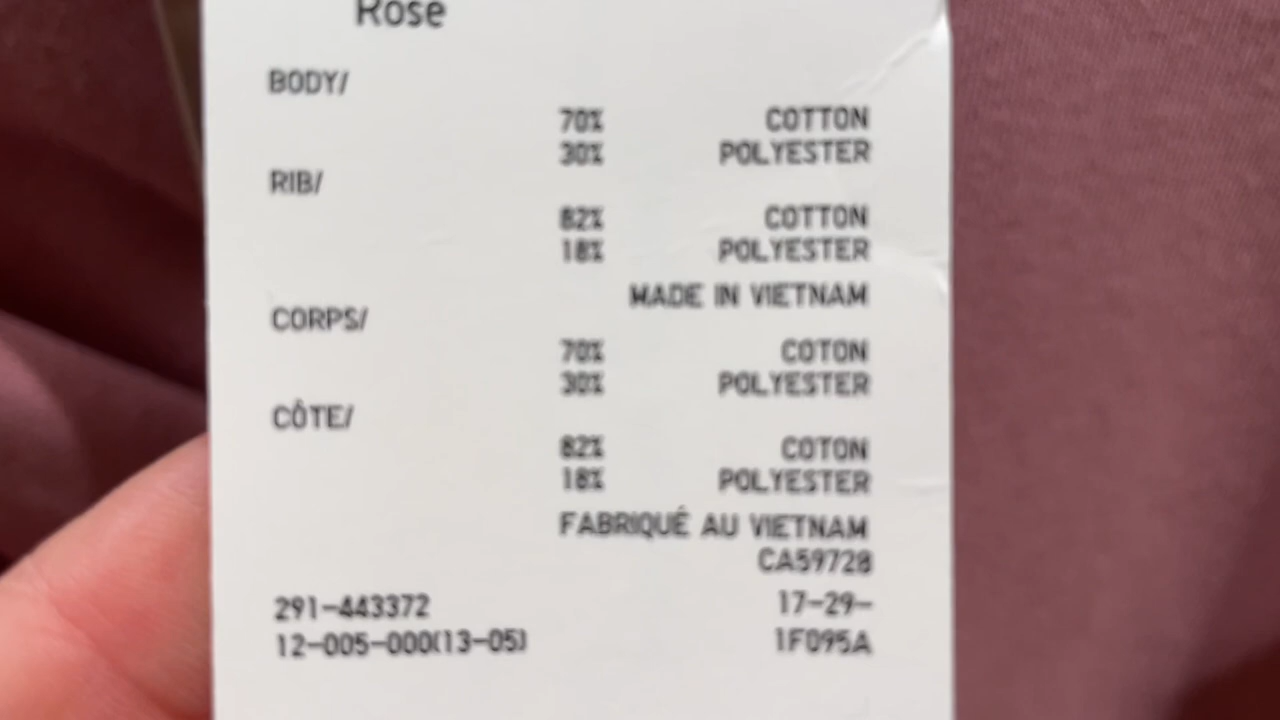 Rose
BODY/
70% COTTON
30% POLYESTER
RIB/
82% COTTON
18% POLYESTER
MADE IN VIETNAM
CORPS/
70% COTON
30% POLYESTER
CÔTE/
82% COTON
18% POLYESTER
FABRIQUÉ AU VIETNAM
CA59728
291-443372 17-29-
12-005-000(13-05) 1F095A